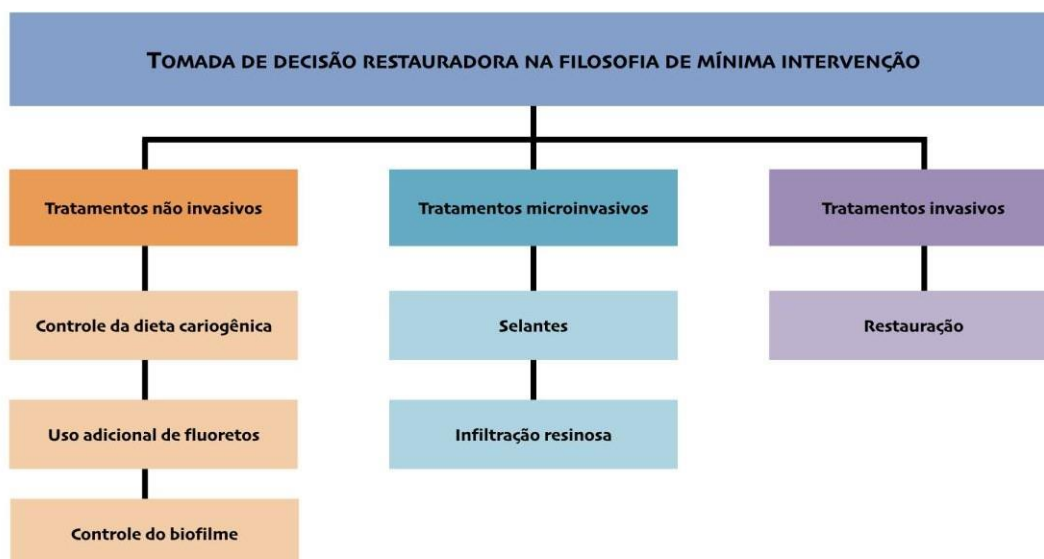 TOMADA DE DECISÃO RESTAURADORA NA FILOSOFIA DE MÍNIMA INTERVENÇÃO
Tratamentos não invasivos
Controle da dieta cariogênica
Uso adicional de fluoretos
Controle do biofilme
Tratamentos microinvasivos
Selantes
Infiltração resinosa
Tratamentos invasivos
Restauração